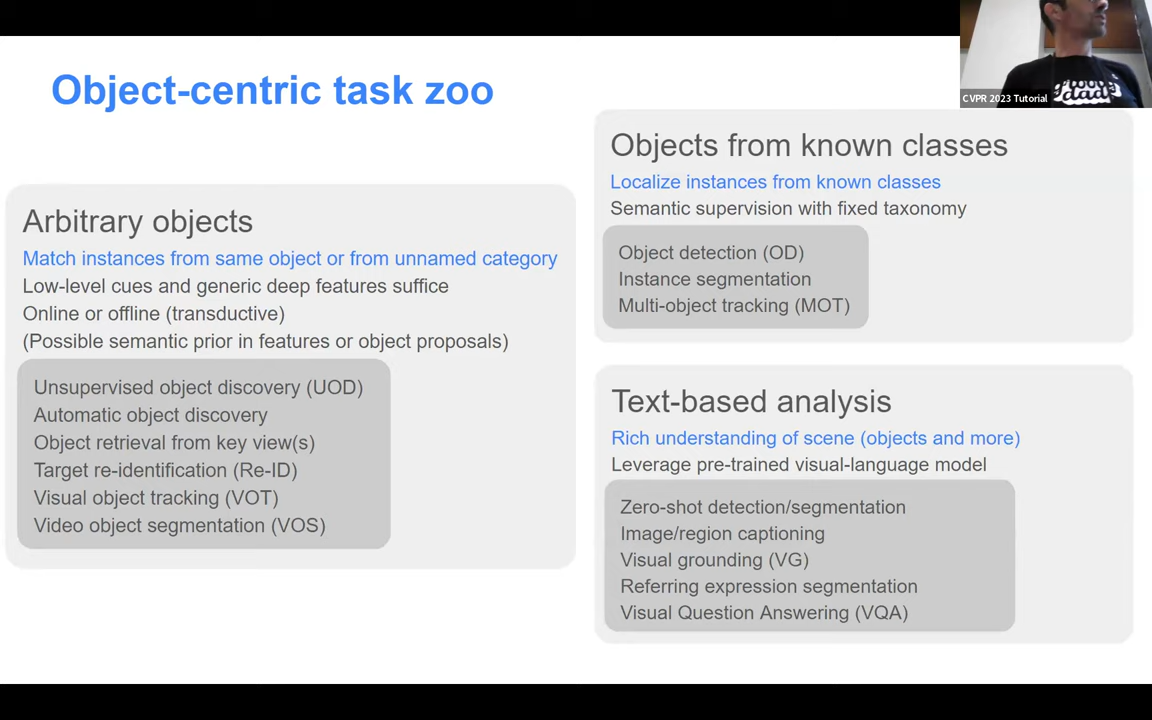 Object-centric task zoo
CVPR 2023 Tutorial
dad
Arbitrary objects
Match instances from same object or from unnamed category
Low-level cues and generic deep features suffice
Online or offline (transductive)
(Possible semantic prior in features or object proposals)
Unsupervised object discovery (UOD)
Automatic object discovery
Object retrieval from key view(s)
Target re-identification (Re-ID)
Visual object tracking (VOT)
Video object segmentation (VOS)
Objects from known classes
Localize instances from known classes
Semantic supervision with fixed taxonomy
Object detection (OD)
Instance segmentation
Multi-object tracking (MOT)
Text-based analysis
Rich understanding of scene (objects and more)
Leverage pre-trained visual-language model
Zero-shot detection/segmentation
Image/region captioning
Visual grounding (VG)
Referring expression segmentation
Visual Question Answering (VQA)